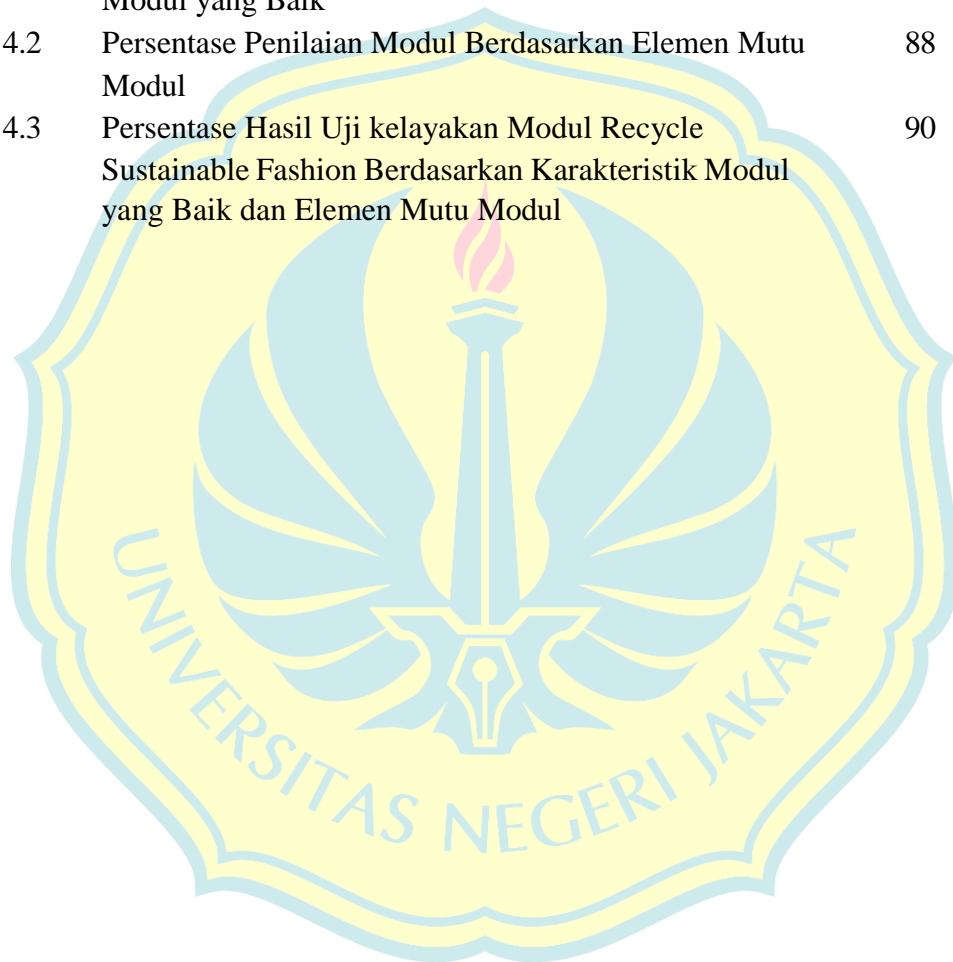 Modul yang Baik
4.2 Persentase Penilaian Modul Berdasarkan Elemen Mutu 88
Modul
4.3 Persentase Hasil Uji kelayakan Modul Recycle 90
Sustainable Fashion Berdasarkan Karakteristik Modul
yang Baik dan Elemen Mutu Modul
UNIVERSITAS NEGERI JAKARTA